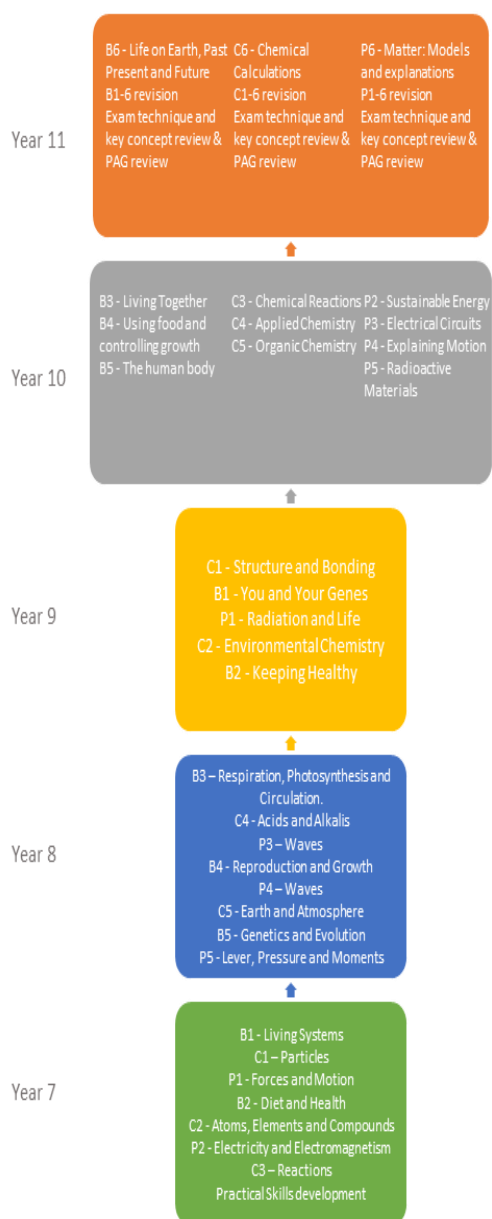 Year 11
B6 - Life on Earth, Past
Present and Future
B1-6 revision
Exam technique and
key concept review &
PAG review
C6 - Chemical
Calculations
C1-6 revision
Exam technique and
key concept review &
PAG review
P6 - Matter: Models
and explanations
P1-6 revision
Exam technique and
key concept review &
PAG review
Year 10
B3 - Living Together
B4 - Using food and
controlling growth
B5 - The human body
C3 - Chemical Reactions
C4 - Applied Chemistry
C5 - Organic Chemistry
P2 - Sustainable Energy
P3 - Electrical Circuits
P4 - Explaining Motion
P5 - Radioactive
Materials
Year 9
C1 - Structure and Bonding
B1 - You and Your Genes
P1 - Radiation and Life
C2 - Environmental Chemistry
B2 - Keeping Healthy
Year 8
B3 – Respiration, Photosynthesis and
Circulation.
C4 - Acids and Alkalis
P3 – Waves
B4 - Reproduction and Growth
P4 – Waves
C5 - Earth and Atmosphere
B5 - Genetics and Evolution
P5 - Lever, Pressure and Moments
Year 7
B1 - Living Systems
C1 – Particles
P1 - Forces and Motion
B2 - Diet and Health
C2 - Atoms, Elements and Compounds
P2 - Electricity and Electromagnetism
C3 – Reactions
Practical Skills development